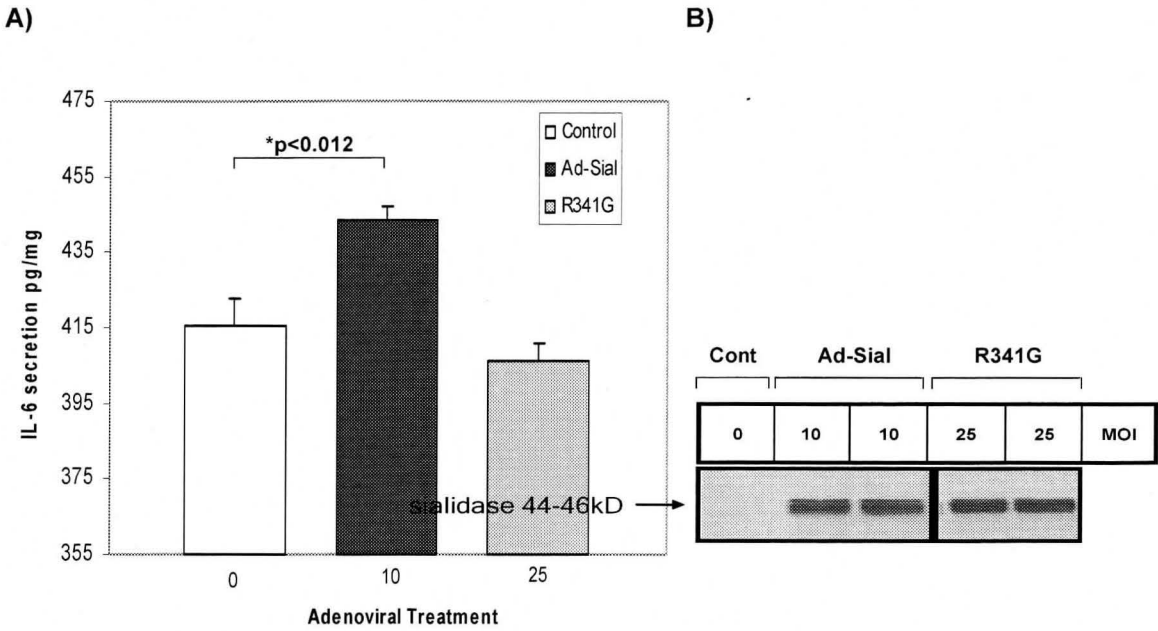 A)
B)
475
455
435
415
395
375
355
IL-6 secretion pg/mg
*p<0.012
Control
Ad-Sial
R341G
0 10 25
Adenoviral Treatment
Cont Ad-Sial R341G
0 10 10 25 25 MOI
sialidase 44-46kD